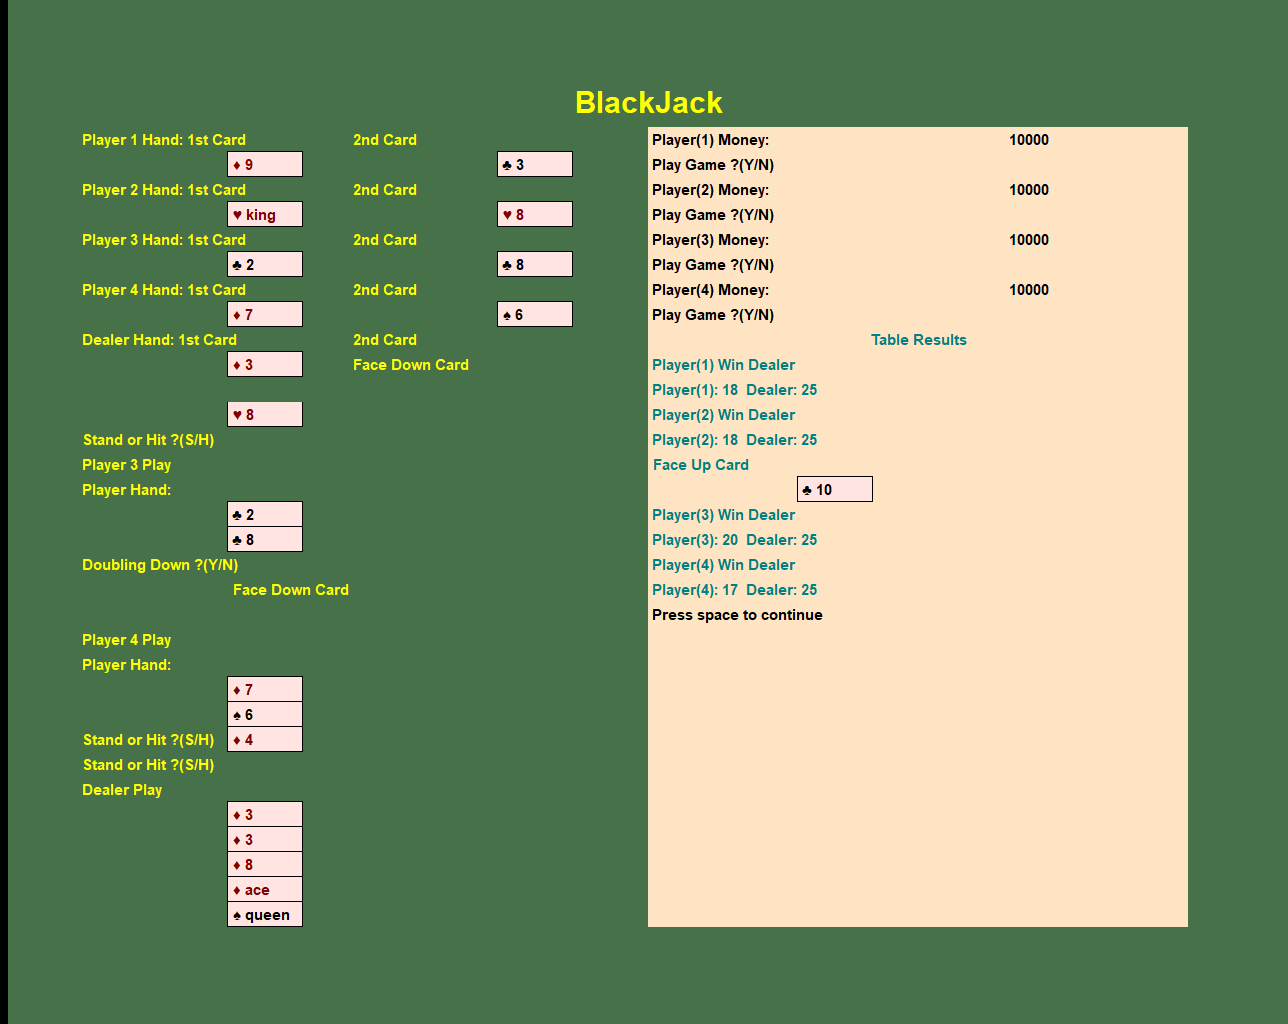 BlackJack
Player 1 Hand: 1st Card 2nd Card
♦ 9 ♣ 3
Player 2 Hand: 1st Card 2nd Card
♥ king ♥ 8
Player 3 Hand: 1st Card 2nd Card
♣ 2 ♣ 8
Player 4 Hand: 1st Card 2nd Card
♦ 7 ♠ 6
Dealer Hand: 1st Card 2nd Card
♦ 3 Face Down Card
♥ 8
Stand or Hit ?(S/H)
Player 3 Play
Player Hand:
♣ 2
♣ 8
Doubling Down ?(Y/N)
Face Down Card
Player 4 Play
Player Hand:
♦ 7
♠ 6
Stand or Hit ?(S/H) ♦ 4
Stand or Hit ?(S/H)
Dealer Play
♦ 3
♦ 3
♦ 8
♦ ace
♠ queen
Player(1) Money: 10000
Play Game ?(Y/N)
Player(2) Money: 10000
Play Game ?(Y/N)
Player(3) Money: 10000
Play Game ?(Y/N)
Player(4) Money: 10000
Play Game ?(Y/N)
Table Results
Player(1) Win Dealer
Player(1): 18 Dealer: 25
Player(2) Win Dealer
Player(2): 18 Dealer: 25
Face Up Card
♣ 10
Player(3) Win Dealer
Player(3): 20 Dealer: 25
Player(4) Win Dealer
Player(4): 17 Dealer: 25
Press space to continue